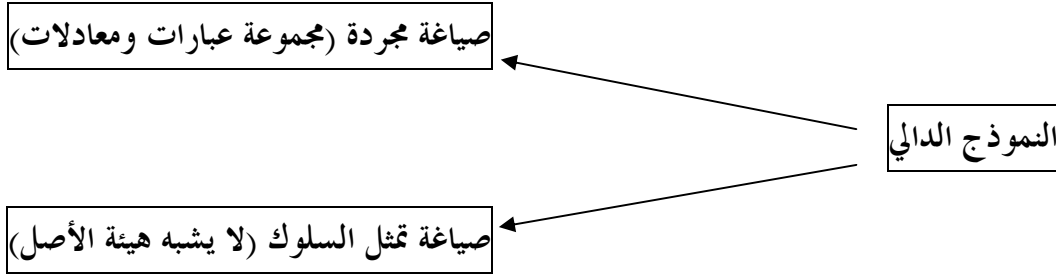 صياغة مجردة (مجموعة عبارات ومعادلات)
النموذج الدالي
صياغة تمثل السلوك (لا يشبه هيئة الأصل)